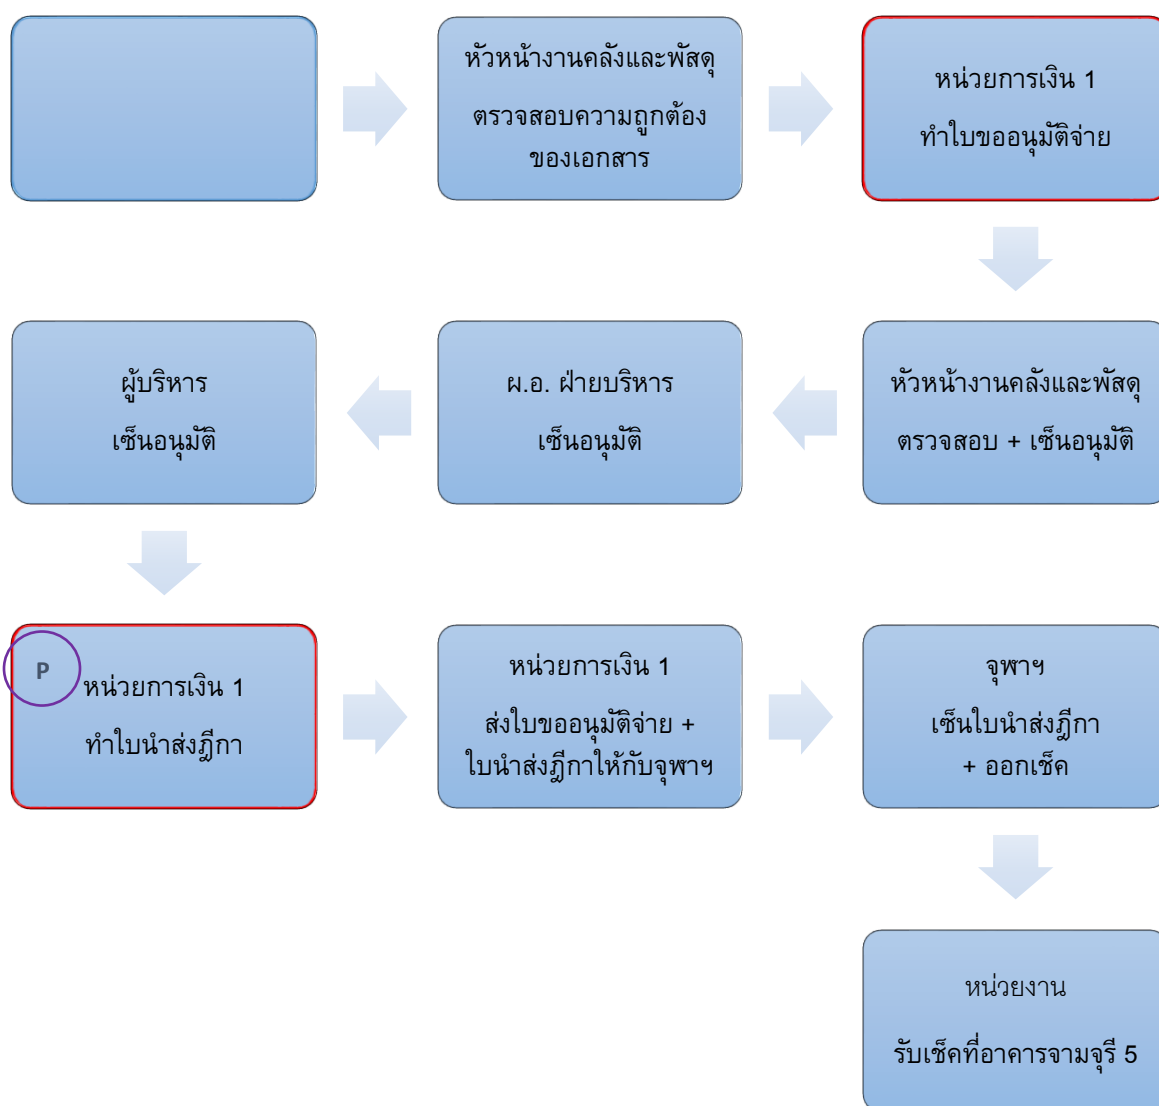 หัวหน้างานคลังและพัสดุ
ตรวจสอบความถูกต้อง
ของเอกสาร
หน่วยการเงิน 1
ทำใบขออนุมัติจ่าย
หัวหน้างานคลังและพัสดุ
ตรวจสอบ + เซ็นอนุมัติ
ผ.อ. ฝ่ายบริหาร
เซ็นอนุมัติ
ผู้บริหาร
เซ็นอนุมัติ
P
หน่วยการเงิน 1
ทำใบนำส่งฎีกา
หน่วยการเงิน 1
ส่งใบขออนุมัติจ่าย +
ใบนำส่งฎีกาให้กับจุฬาฯ
จุฬาฯ
เซ็นใบนำส่งฎีกา
+ ออกเช็ค
หน่วยงาน
รับเช็คที่อาคารจามจุรี 5